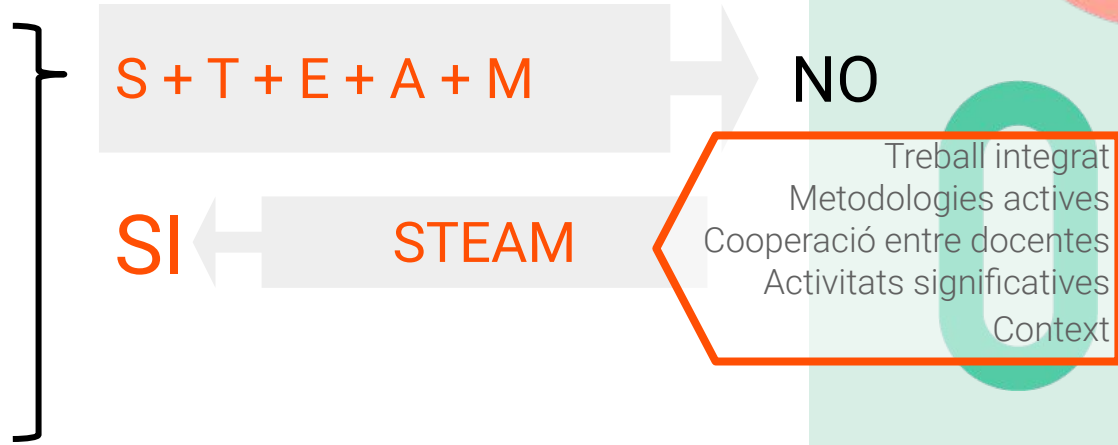 S + T + E + A + M
NO
SI
STEAM
Treball integrat
Metodologies actives
Cooperació entre docentes
Activitats significatives
Context